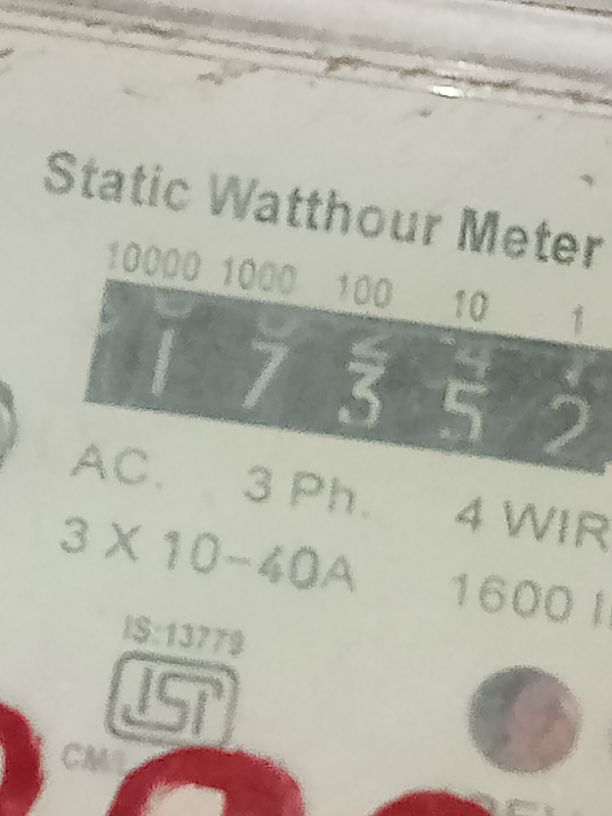 Static Watthour Meter
10000 1000 100 10 1
1 7 3 5 2
AC. 3 Ph. 4 WIR
3 X 10-40A 1600 I
IS:13779
ISI
CM/L